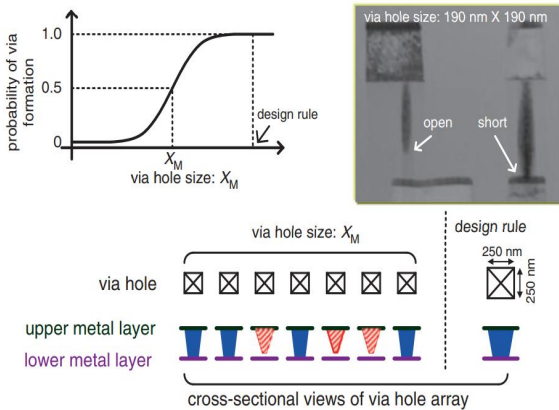 probability of via
formation
1.0
0.5
0
design rule
X_M
via hole size: X_M
via hole size: 190 nm X 190 nm
open
short
via hole size: X_M
design rule
250 nm
250 nm
via hole
upper metal layer
lower metal layer
cross-sectional views of via hole array